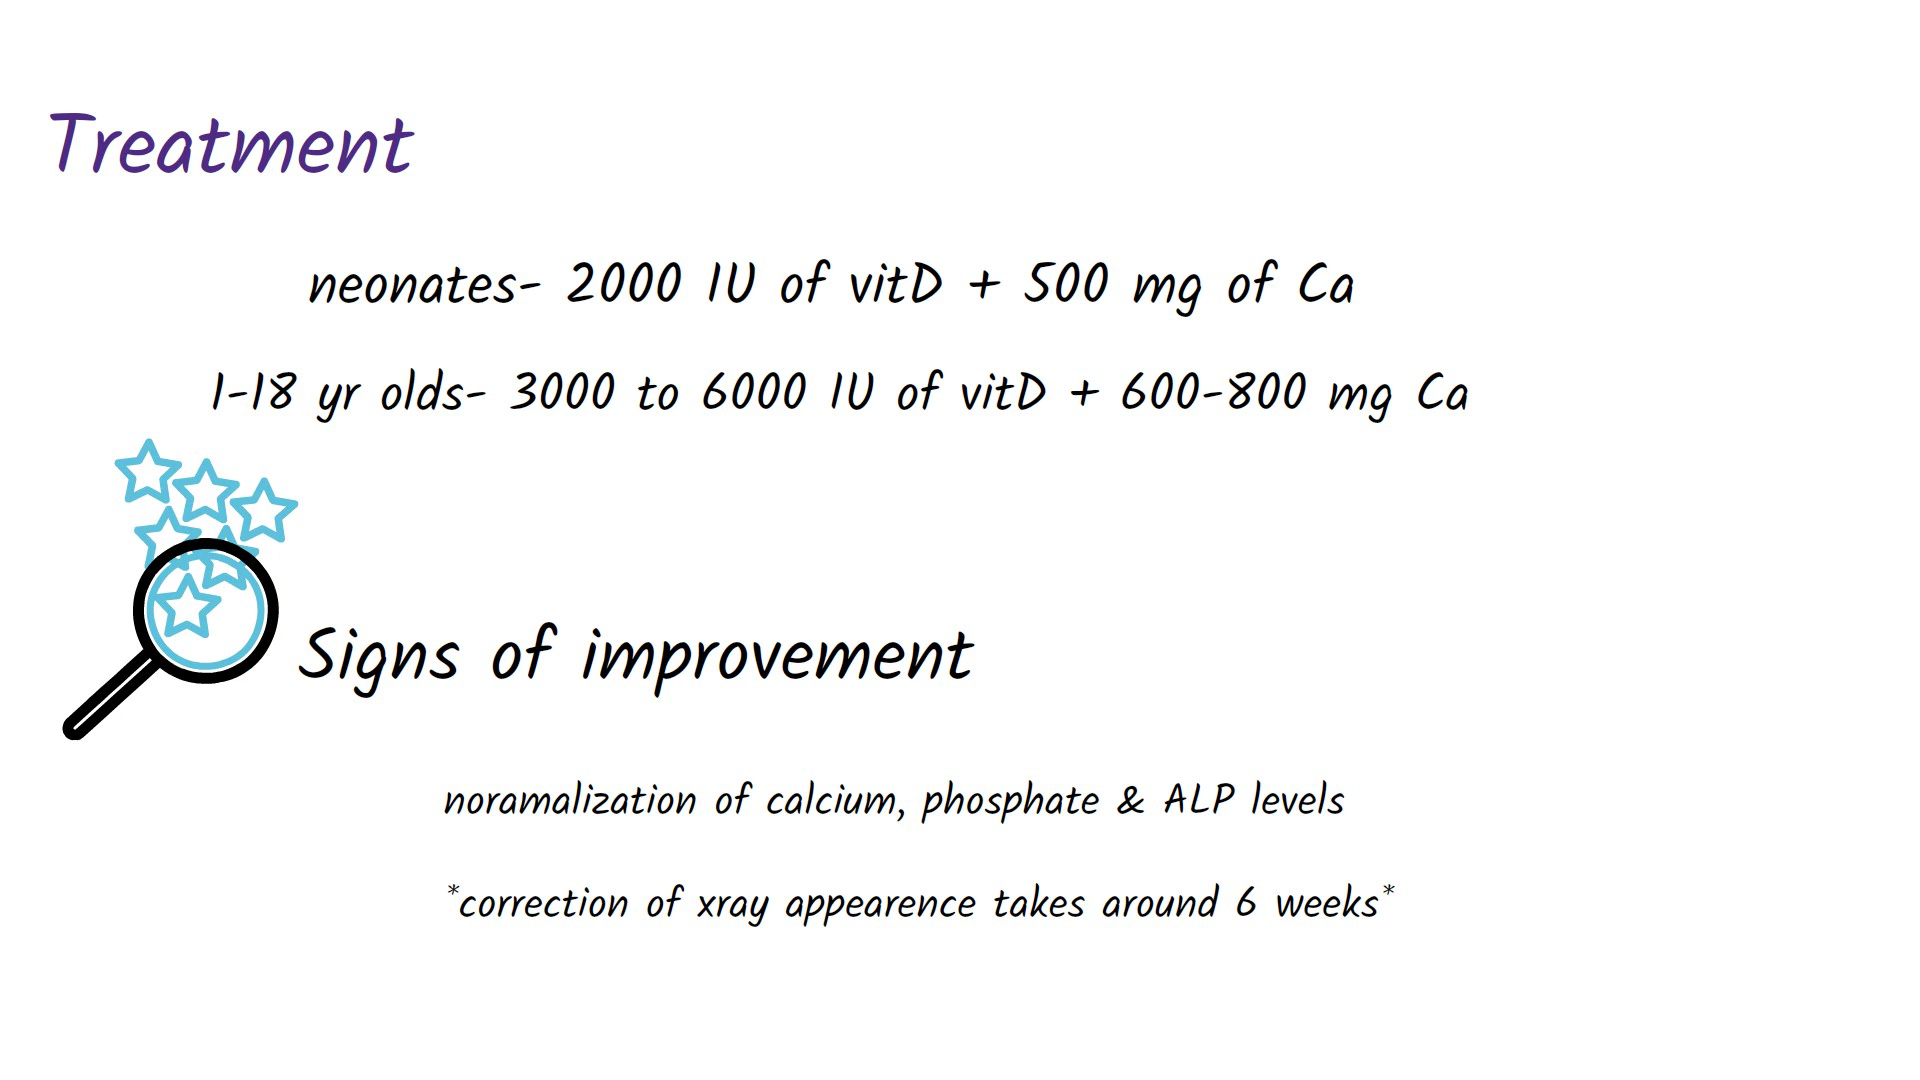 Treatment
neonates- 2000 IU of vitD + 500 mg of Ca
1-18 yr olds- 3000 to 6000 IU of vitD + 600-800 mg Ca
Signs of improvement
noramalization of calcium, phosphate & ALP levels
*correction of xray appearence takes around 6 weeks*